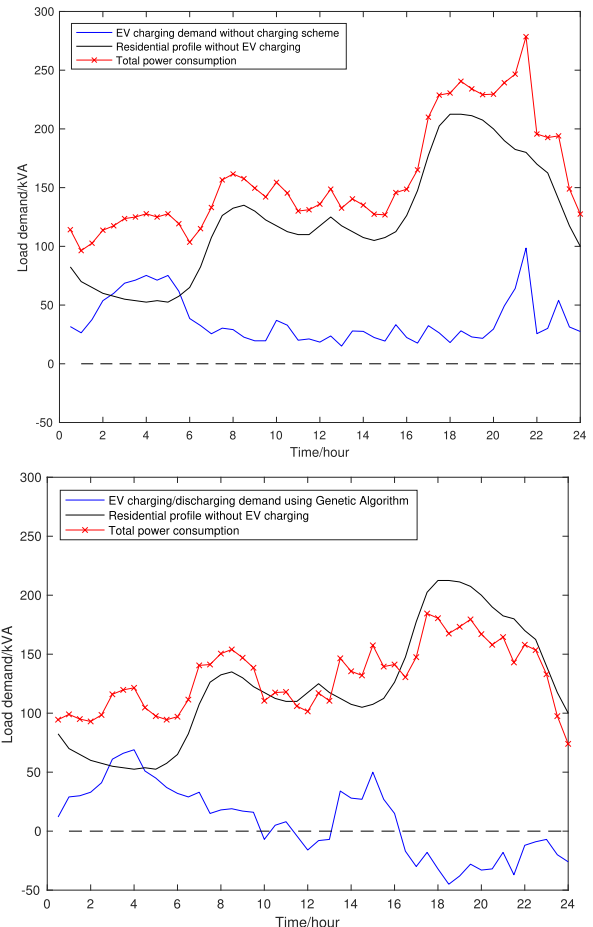 300
250
200
150
100
50
0
-50
Load demand/kVA
EV charging demand without charging scheme
Residential profile without EV charging
Total power consumption
0 2 4 6 8 10 12 14 16 18 20 22 24
Time/hour
300
250
200
150
100
50
0
-50
Load demand/kVA
EV charging/discharging demand using Genetic Algorithm
Residential profile without EV charging
Total power consumption
0 2 4 6 8 10 12 14 16 18 20 22 24
Time/hour